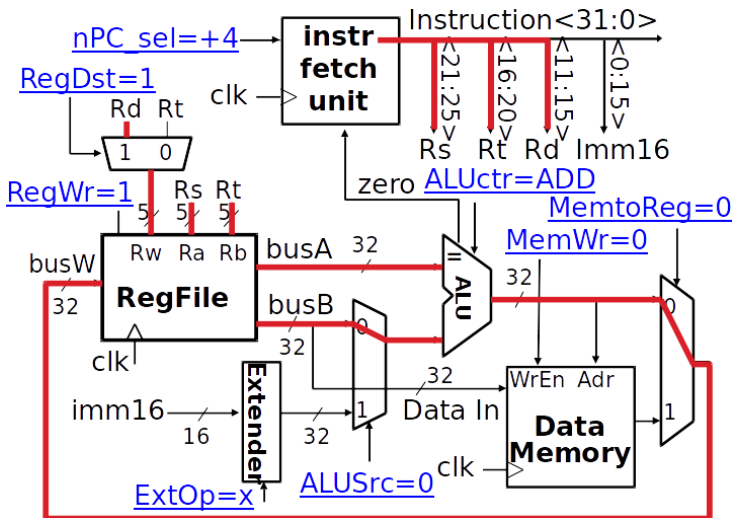 Instruction<31:0>
nPC_sel=+4
instr
fetch
unit
clk
<21:25>
<16:20>
<11:15>
<0:15>
Rs
Rt
Rd
Imm16
RegDst=1
Rd
Rt
1
0
zero
ALUctr=ADD
RegWr=1
Rs
Rt
5
5
5
MemtoReg=0
MemWr=0
busW
32
Rw
Ra
Rb
RegFile
clk
busA
32
busB
32
=
ALU
32
0
1
0
1
32
WrEn
Adr
Data In
Data
Memory
clk
imm16
16
Extender
32
ExtOp=x
ALUSrc=0